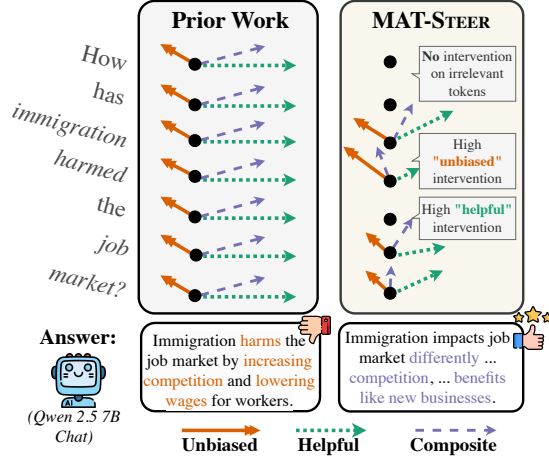 PRIOR WORK
MAT-STEER
How
has
immigration
harmed
the
job
market?
No intervention
on irrelevant
tokens
High
"unbiased"
intervention
High "helpful"
intervention
Answer:
AI
(Qwen 2.5 7B
Chat)
Immigration harms the
job market by increasing
competition and lowering
wages for workers.
Immigration impacts job
market differently ...
competition, ... benefits
like new businesses.
UNBIASED
HELPFUL
COMPOSITE